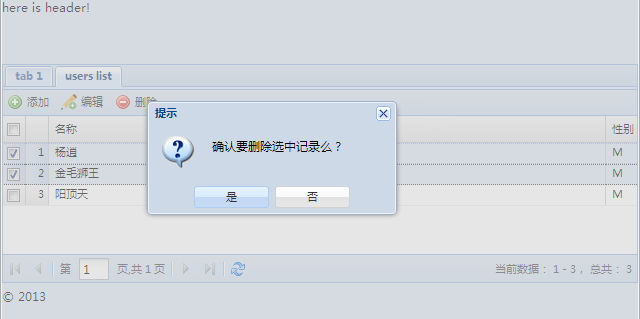 here is header!
tab 1 users list
添加 编辑 删除
提示
名称 性别
确认要删除选中记录么？
1 杨逍 M
2 金毛狮王 M
3 阳顶天 M
是 否
第 1 页,共 1 页 当前数据： 1 - 3， 总共： 3
© 2013